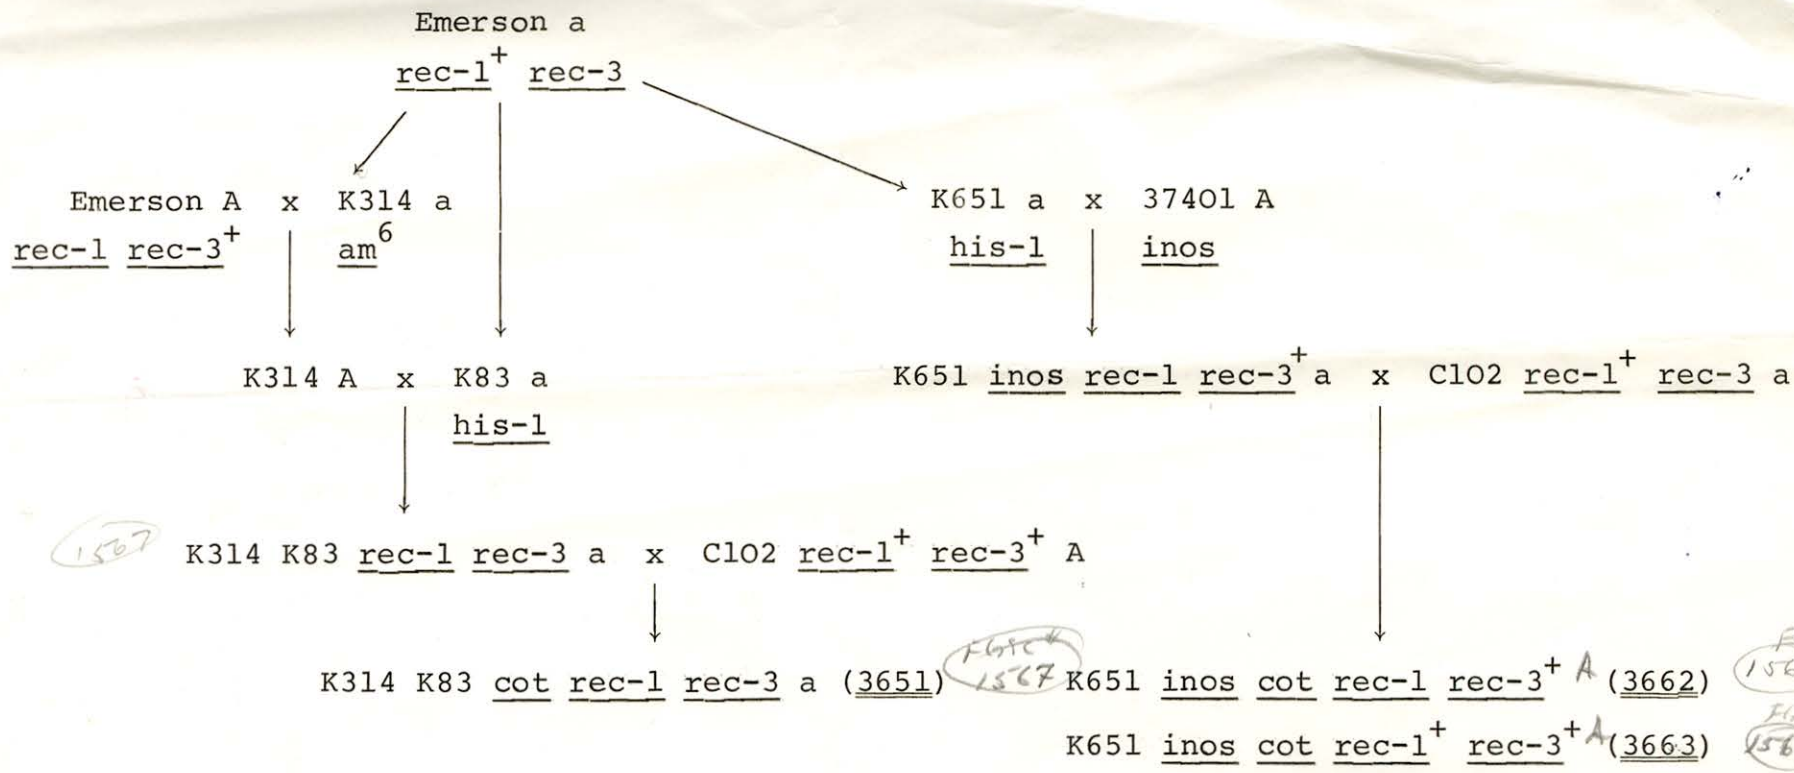 Emerson a
rec-1+ rec-3
Emerson A x K314 a
rec-1 rec-3+ am6
K651 a x 37401 A
his-1 inos
K314 A x K83 a
his-1
K651 inos rec-1 rec-3+ a x C102 rec-1+ rec-3 a
1567 K314 K83 rec-1 rec-3 a x C102 rec-1+ rec-3+ A
K314 K83 cot rec-1 rec-3 a (3651) FGSC# 1567
K651 inos cot rec-1 rec-3+ A (3662)
K651 inos cot rec-1+ rec-3+ A (3663)